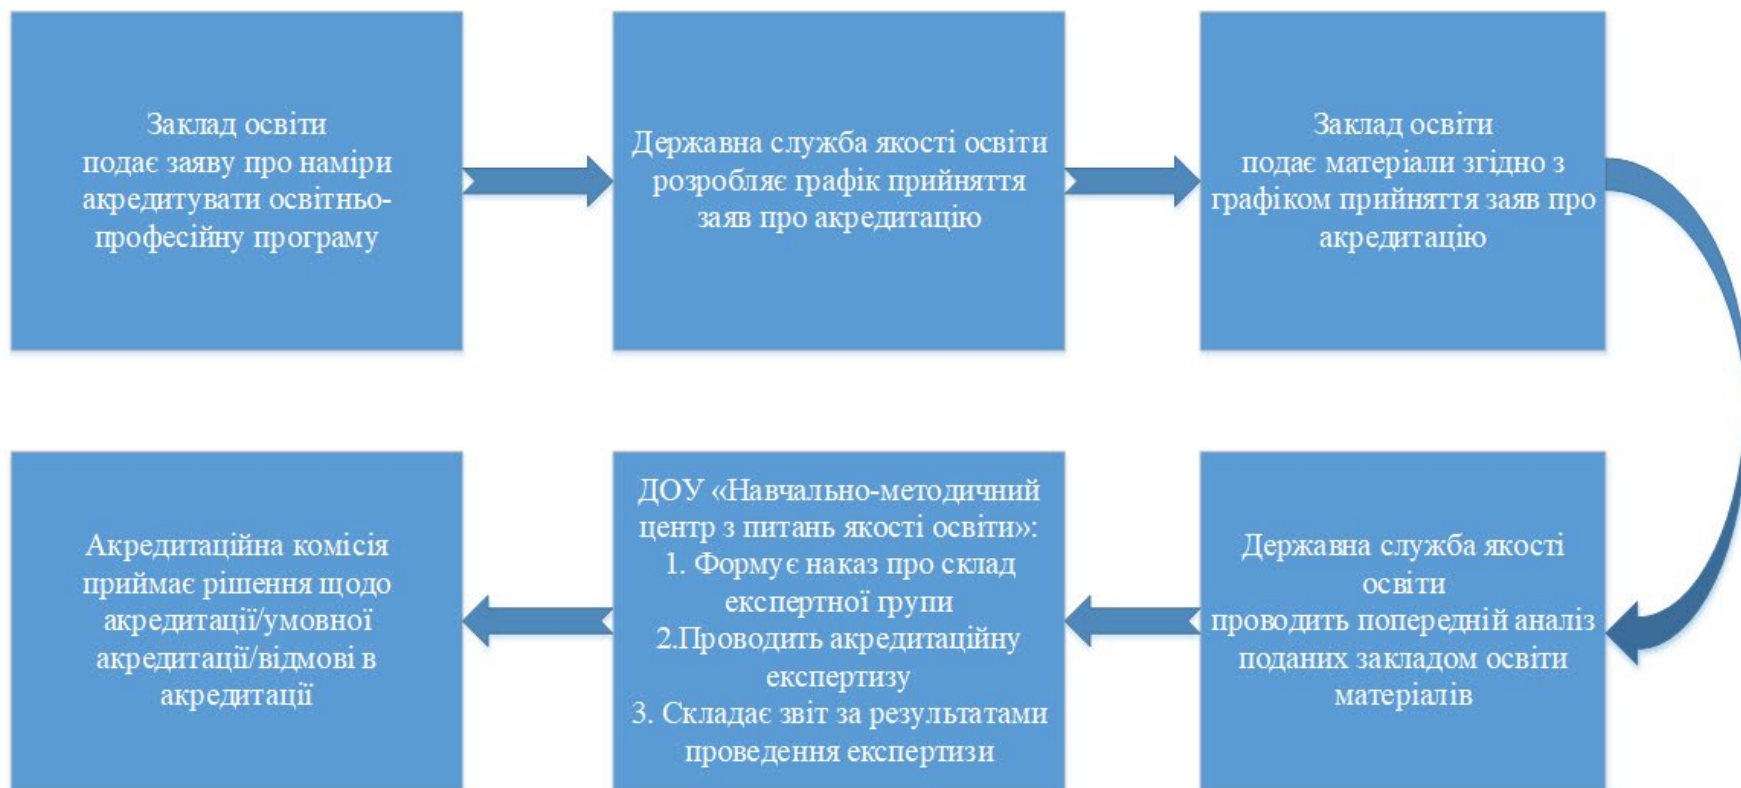 Заклад освіти
подає заяву про наміри
акредитувати освітньо-
професійну програму
Державна служба якості освіти
розробляє графік прийняття
заяв про акредитацію
Заклад освіти
подає матеріали згідно з
графіком прийняття заяв про
акредитацію
Державна служба якості
освіти
проводить попередній аналіз
поданих закладом освіти
матеріалів
ДОУ «Навчально-методичний
центр з питань якості освіти»:
1. Формує наказ про склад
експертної групи
2.Проводить акредитаційну
експертизу
3. Складає звіт за результатами
проведення експертизи
Акредитаційна комісія
приймає рішення щодо
акредитації/умовної
акредитації/відмові в
акредитації